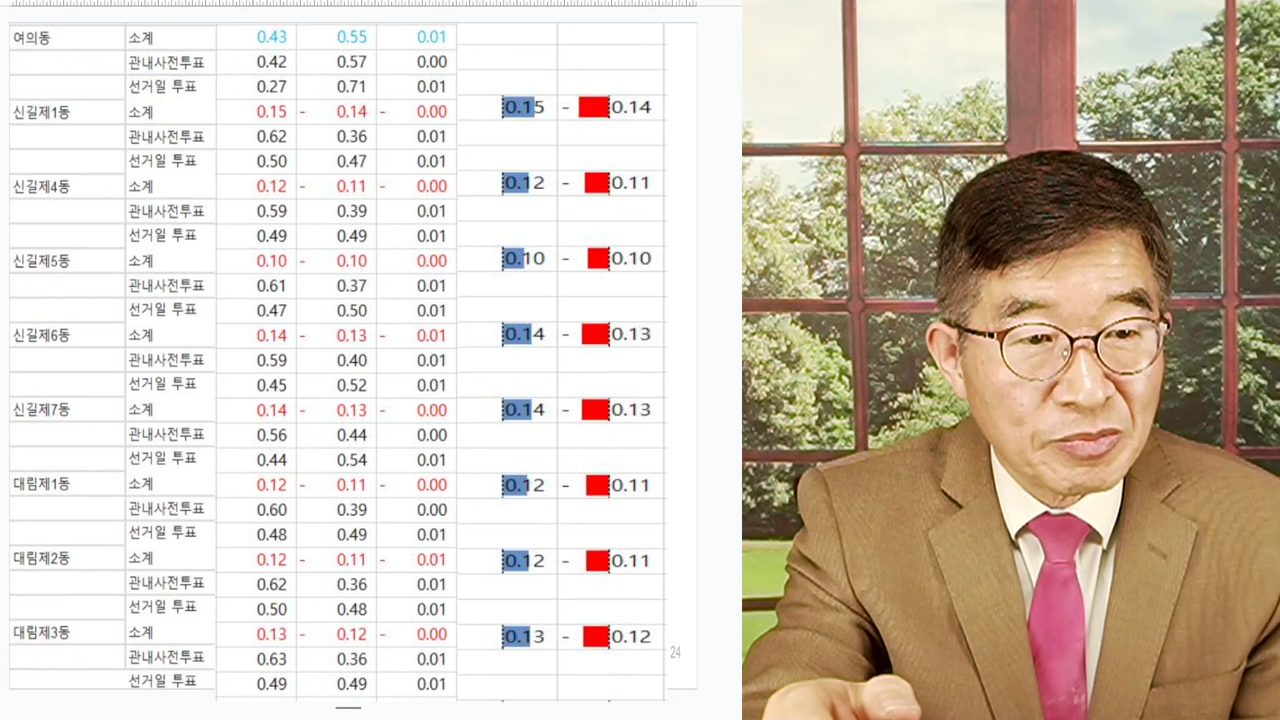 여의동 소계 0.43 0.55 0.01
관내사전투표 0.42 0.57 0.00
선거일 투표 0.27 0.71 0.01
신길제1동 소계 0.15 - 0.14 - 0.00 0.15 - 0.14
관내사전투표 0.62 0.36 0.01
선거일 투표 0.50 0.47 0.01
신길제4동 소계 0.12 - 0.11 - 0.00 0.12 - 0.11
관내사전투표 0.59 0.39 0.01
선거일 투표 0.49 0.49 0.01
신길제5동 소계 0.10 - 0.10 0.00 0.10 - 0.10
관내사전투표 0.61 0.37 0.01
선거일 투표 0.47 0.50 0.01
신길제6동 소계 0.14 - 0.13 - 0.01 0.14 - 0.13
관내사전투표 0.59 0.40 0.01
선거일 투표 0.45 0.52 0.01
신길제7동 소계 0.14 - 0.13 - 0.00 0.14 - 0.13
관내사전투표 0.56 0.44 0.00
선거일 투표 0.44 0.54 0.01
대림제1동 소계 0.12 - 0.11 - 0.00 0.12 - 0.11
관내사전투표 0.60 0.39 0.00
선거일 투표 0.48 0.49 0.01
대림제2동 소계 0.12 - 0.11 - 0.01 0.12 - 0.11
관내사전투표 0.62 0.36 0.01
선거일 투표 0.50 0.48 0.01
대림제3동 소계 0.13 - 0.12 - 0.00 0.13 - 0.12
관내사전투표 0.63 0.36 0.01
선거일 투표 0.49 0.49 0.01
24